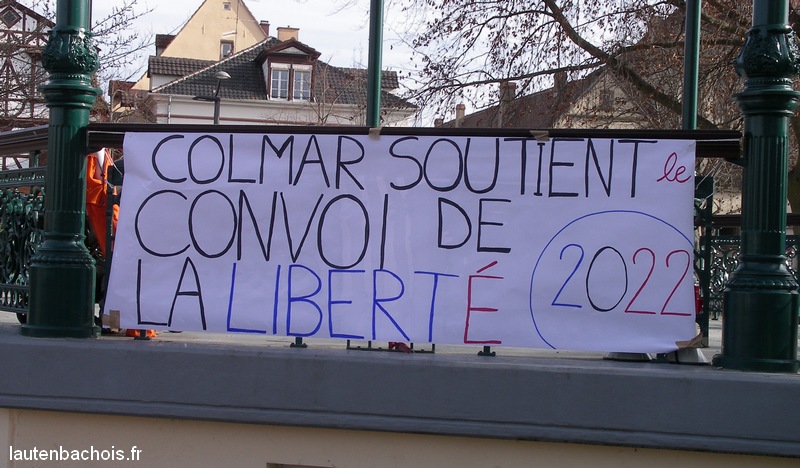 COLMAR SOUTIENT le
CONVOI DE
LA LIBERTÉ 2022
lautenbachois.fr